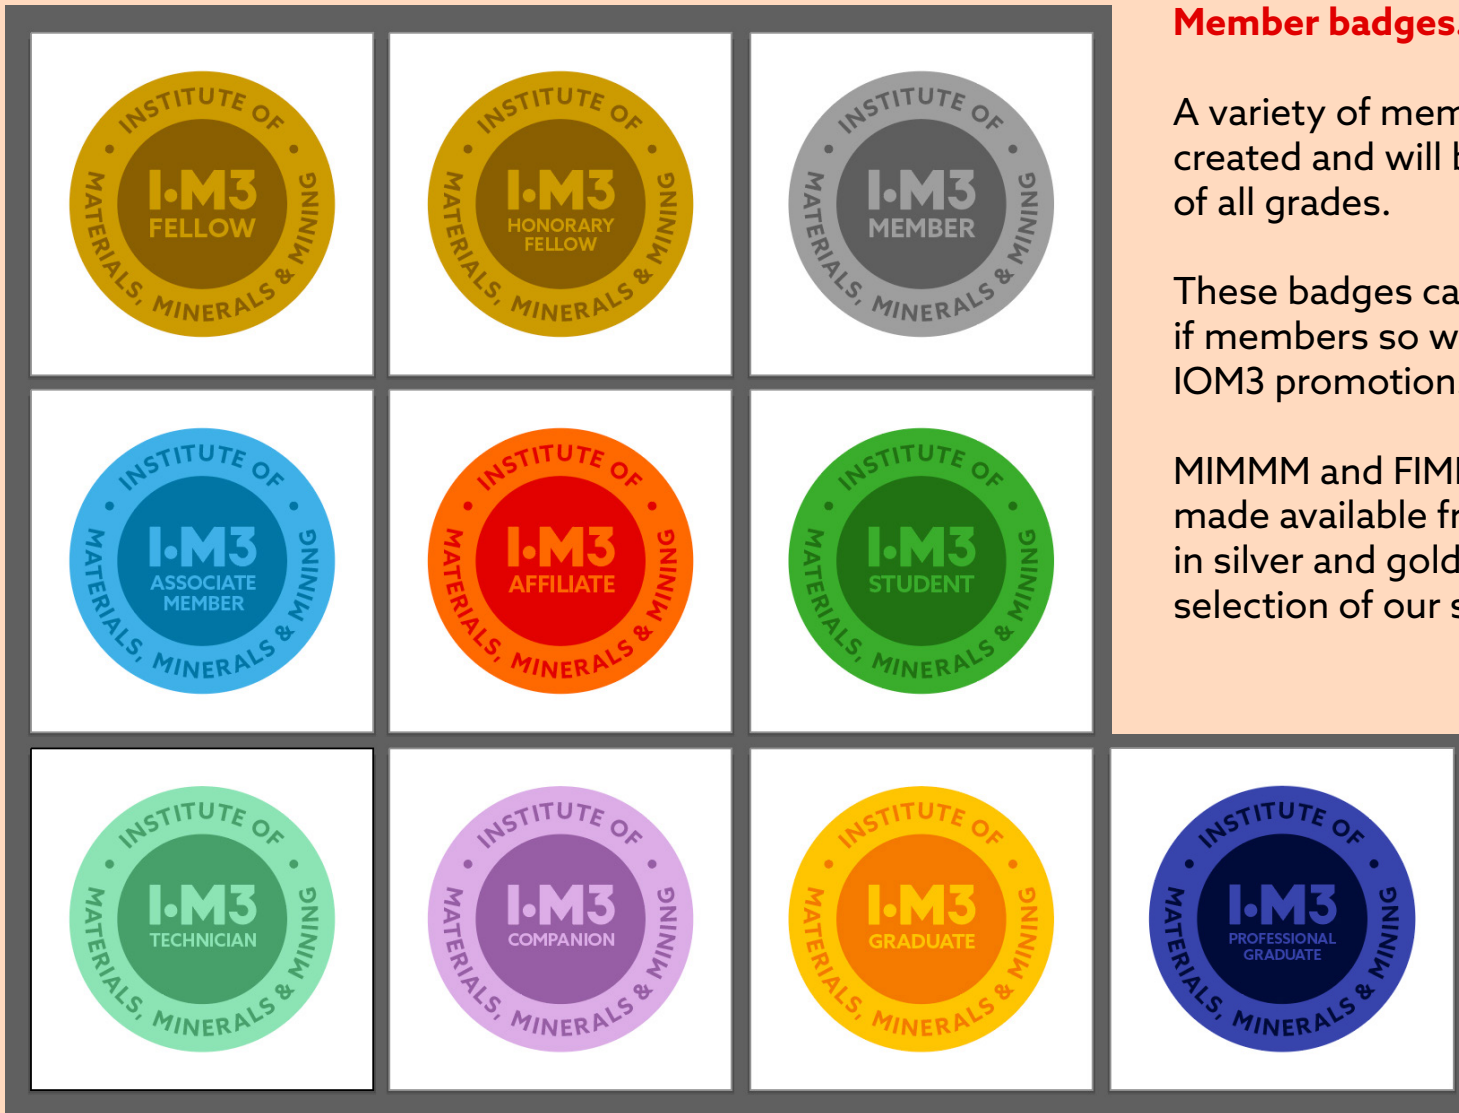 INSTITUTE OF
MATERIALS, MINERALS & MINING
I•M3
FELLOW
INSTITUTE OF
MATERIALS, MINERALS & MINING
I•M3
HONORARY
FELLOW
INSTITUTE OF
MATERIALS, MINERALS & MINING
I•M3
MEMBER
Member badges.
A variety of mem
created and will b
of all grades.
These badges ca
if members so w
IOM3 promotion
MIMMM and FIM
made available fr
in silver and gold
selection of our s
INSTITUTE OF
MATERIALS, MINERALS & MINING
I•M3
ASSOCIATE
MEMBER
INSTITUTE OF
MATERIALS, MINERALS & MINING
I•M3
AFFILIATE
INSTITUTE OF
MATERIALS, MINERALS & MINING
I•M3
STUDENT
INSTITUTE OF
MATERIALS, MINERALS & MINING
I•M3
TECHNICIAN
INSTITUTE OF
MATERIALS, MINERALS & MINING
I•M3
COMPANION
INSTITUTE OF
MATERIALS, MINERALS & MINING
I•M3
GRADUATE
INSTITUTE OF
MATERIALS, MINERALS & MINING
I•M3
PROFESSIONAL
GRADUATE